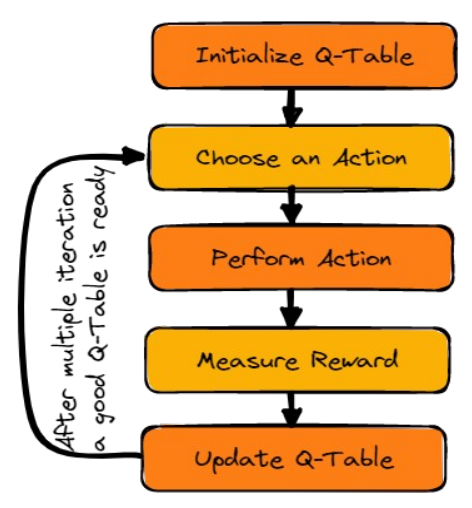 Initialize Q-Table
Choose an Action
Perform Action
Measure Reward
Update Q-Table
After multiple iteration
a good Q-Table is ready